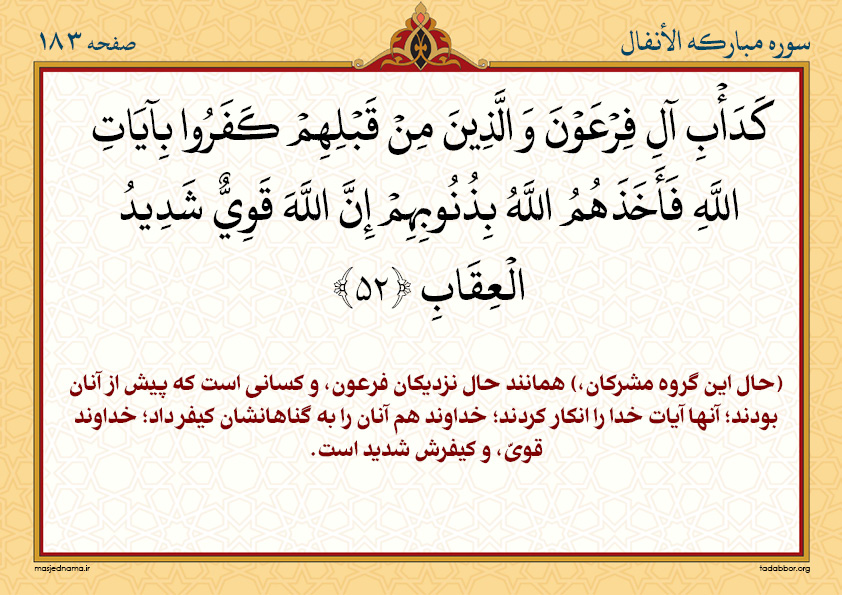 سوره مبارکه الأنفال
صفحه ۱۸۳
كَدَأْبِ آلِ فِرْعَوْنَ وَالَّذِينَ مِنْ قَبْلِهِمْ كَفَرُوا بِآيَاتِ
اللَّهِ فَأَخَذَهُمُ اللَّهُ بِذُنُوبِهِمْ إِنَّ اللَّهَ قَوِيٌّ شَدِيدُ
الْعِقَابِ ﴿۵۲﴾
(حال این گروه مشرکان،) همانند حال نزدیکان فرعون، و کسانی است که پیش از آنان
بودند؛ آنها آیات خدا را انکار کردند؛ خداوند هم آنان را به گناهانشان کیفر داد؛ خداوند
قویّ، و کیفرش شدید است.
masjednama.ir
tadabbor.org